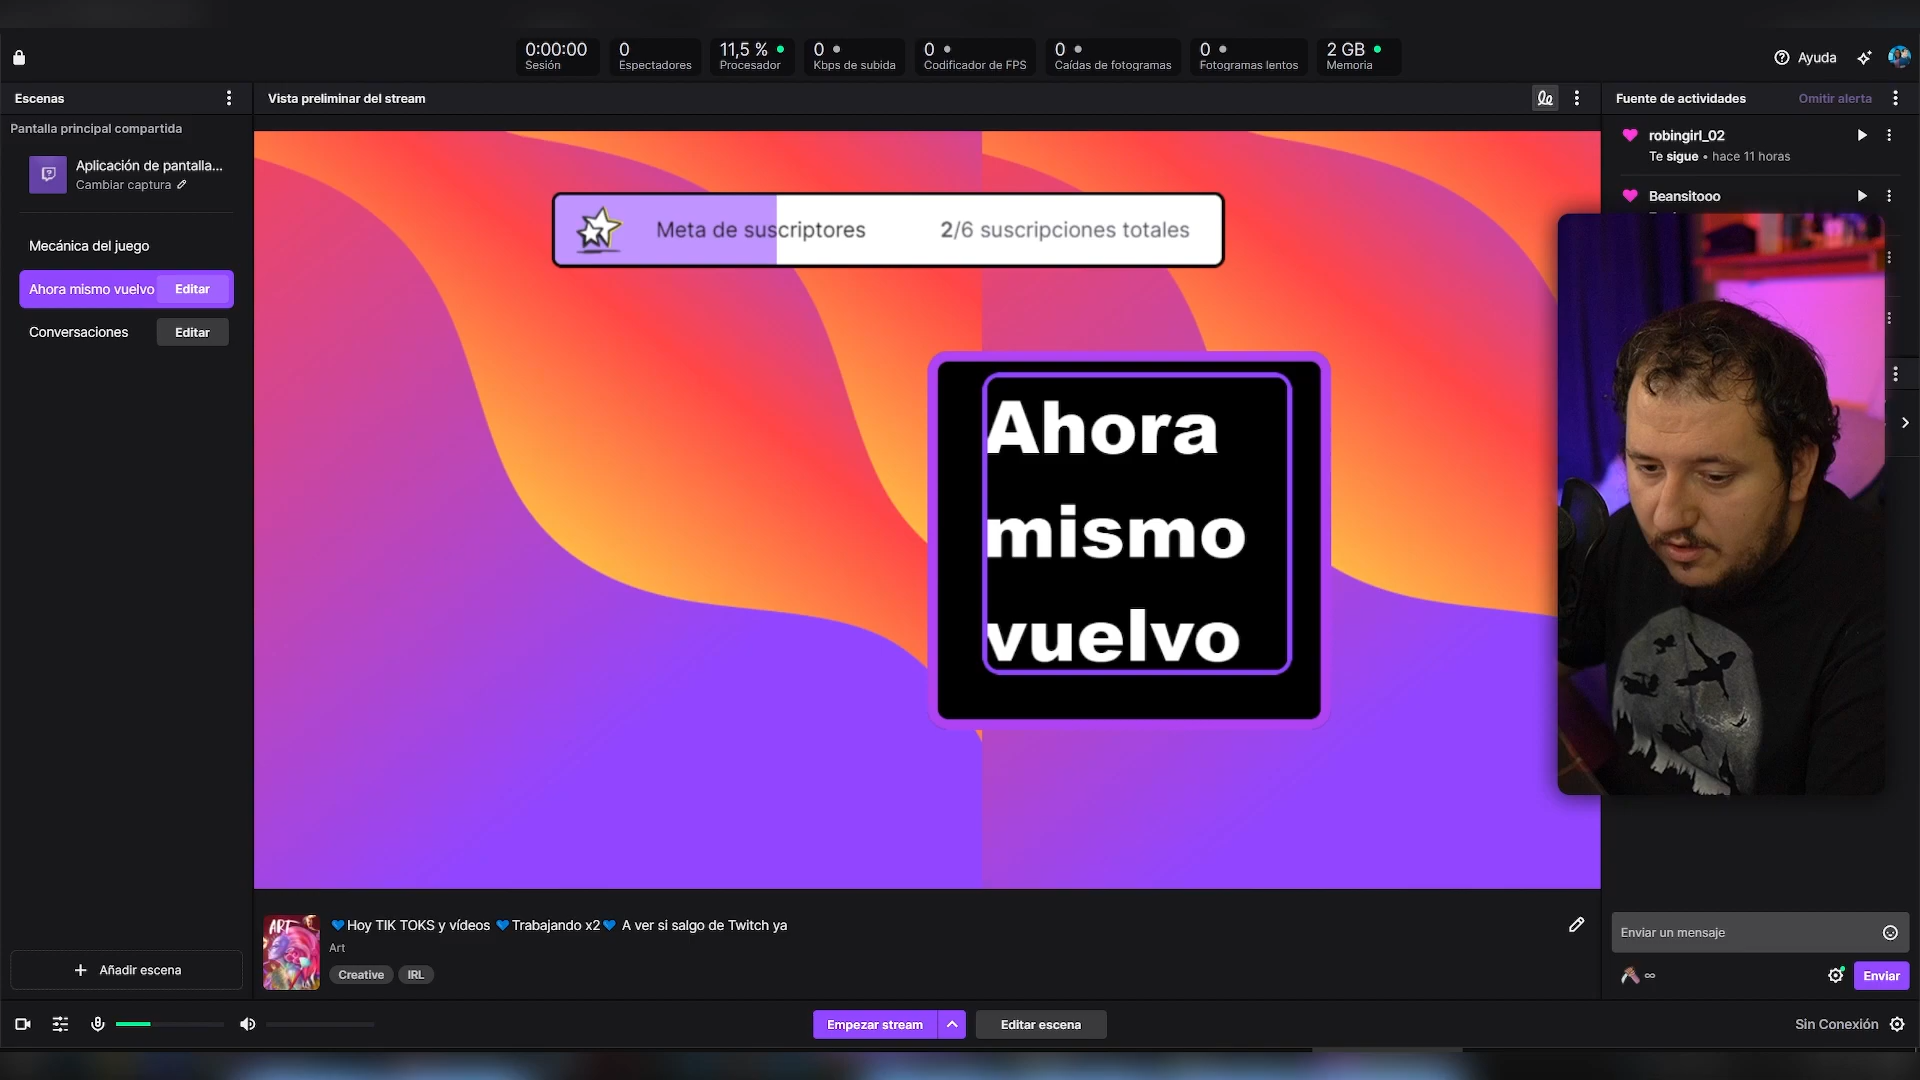 0:00:00
Sesión
0
Espectadores
11,5 %
Procesador
0
Kbps de subida
0
Codificador de FPS
0
Caídas de fotogramas
0
Fotogramas lentos
2 GB
Memoria
Ayuda
Escenas
Vista preliminar del stream
Fuente de actividades
Omitir alerta
Pantalla principal compartida
Aplicación de pantalla...
Cambiar captura
Mecánica del juego
Ahora mismo vuelvo
Editar
Conversaciones
Editar
Meta de suscriptores
2/6 suscripciones totales
Ahora
mismo
vuelvo
robingirl_02
Te sigue • hace 11 horas
Beansitooo
ART
💙Hoy TIK TOKS y vídeos 💙Trabajando x2💙 A ver si salgo de Twitch ya
Art
Creative
IRL
Añadir escena
Enviar un mensaje
Enviar
Empezar stream
Editar escena
Sin Conexión